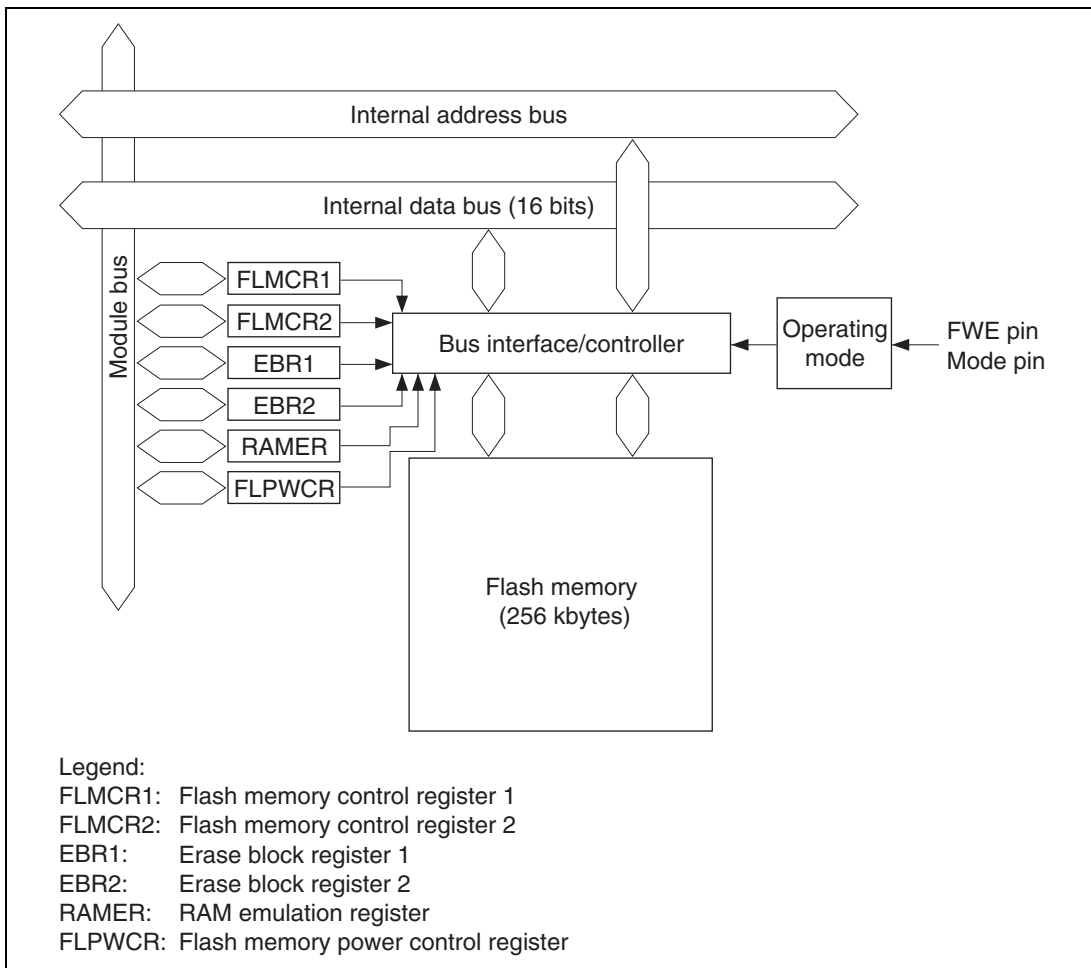 Internal address bus
Internal data bus (16 bits)
Module bus
FLMCR1
FLMCR2
EBR1
EBR2
RAMER
FLPWCR
Bus interface/controller
Operating
mode
FWE pin
Mode pin
Flash memory
(256 kbytes)
Legend:
FLMCR1: Flash memory control register 1
FLMCR2: Flash memory control register 2
EBR1: Erase block register 1
EBR2: Erase block register 2
RAMER: RAM emulation register
FLPWCR: Flash memory power control register